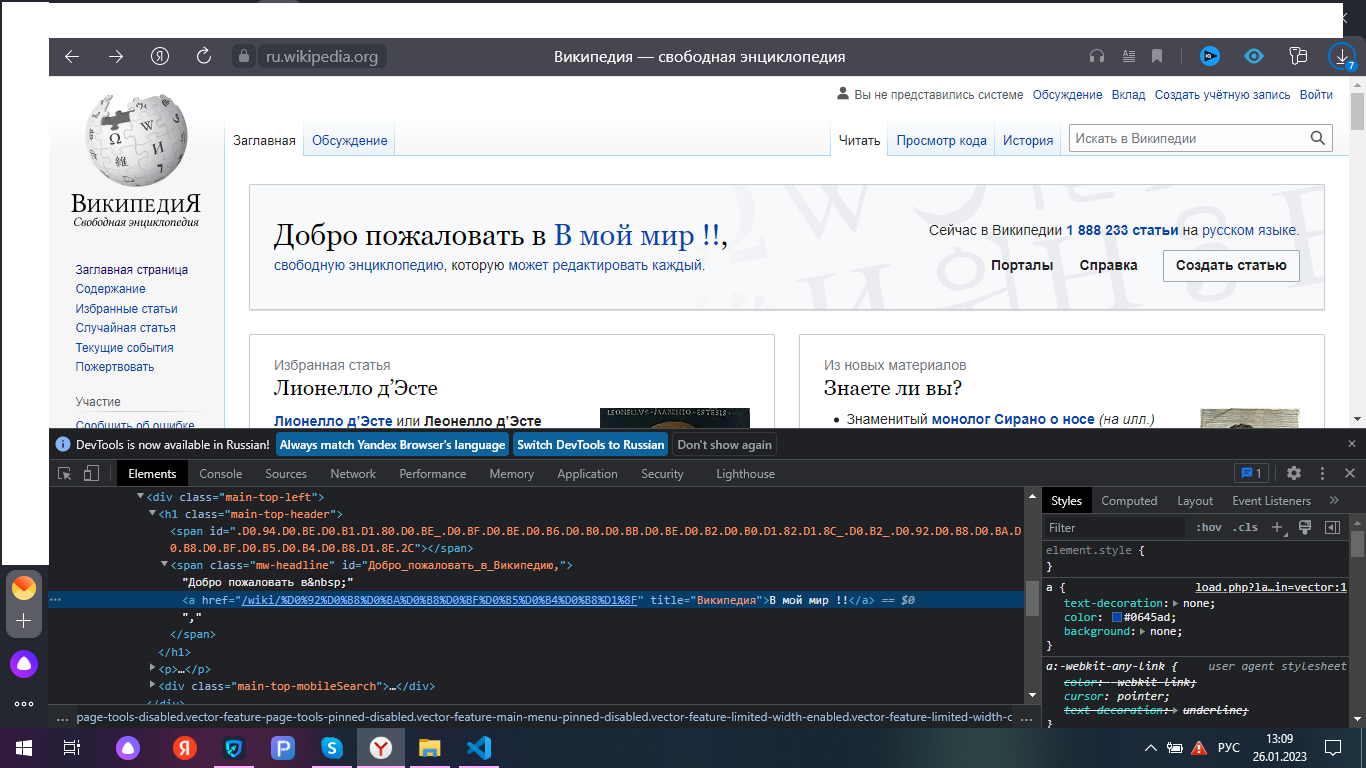 ru.wikipedia.org
Википедия — свободная энциклопедия
7
Вы не представились системе Обсуждение Вклад Создать учётную запись Войти
Заглавная Обсуждение Читать Просмотр кода История Искать в Википедии
ВикипедиЯ
Свободная энциклопедия
Заглавная страница
Содержание
Избранные статьи
Случайная статья
Текущие события
Пожертвовать
Участие
Сообщить об ошибке
Добро пожаловать в В мой мир !!,
свободную энциклопедию, которую может редактировать каждый.
Сейчас в Википедии 1 888 233 статьи на русском языке.
Порталы Справка Создать статью
Избранная статья
Лионелло д’Эсте
Лионелло д’Эсте или Леонелло д’Эсте
LEONELLVS·MARCHIO·ESTESIS·
Из новых материалов
Знаете ли вы?
Знаменитый монолог Сирано о носе (на илл.)
DevTools is now available in Russian! Always match Yandex Browser's language Switch DevTools to Russian Don't show again
Elements Console Sources Network Performance Memory Application Security Lighthouse 1
<div class="main-top-left">
<h1 class="main-top-header">
<span id=".D0.94.D0.BE.D0.B1.D1.80.D0.BE_.D0.BF.D0.BE.D0.B6.D0.B0.D0.BB.D0.BE.D0.B2.D0.B0.D1.82.D1.8C_.D0.B2_.D0.92.D0.B8.D0.BA.D
0.B8.D0.BF.D0.B5.D0.B4.D0.B8.D1.8E.2C"></span>
<span class="mw-headline" id="Добро_пожаловать_в_Википедию,">
"Добро пожаловать в&nbsp;"
<a href="/wiki/%D0%92%D0%B8%D0%BA%D0%B8%D0%BF%D0%B5%D0%B4%D0%B8%D1%8F" title="Википедия">В мой мир !!</a> == $0
","
</span>
</h1>
<p>…</p>
<div class="main-top-mobileSearch">…</div>
</div>
… page-tools-disabled.vector-feature-page-tools-pinned-disabled.vector-feature-main-menu-pinned-disabled.vector-feature-limited-width-enabled.vector-feature-limited-width-c …
Styles Computed Layout Event Listeners »
Filter :hov .cls
element.style {
}
a { load.php?la…in=vector:1
text-decoration: none;
color: #0645ad;
background: none;
}
a:-webkit-any-link { user agent stylesheet
color: -webkit-link;
cursor: pointer;
text-decoration: underline;
}
РУС
13:09
26.01.2023